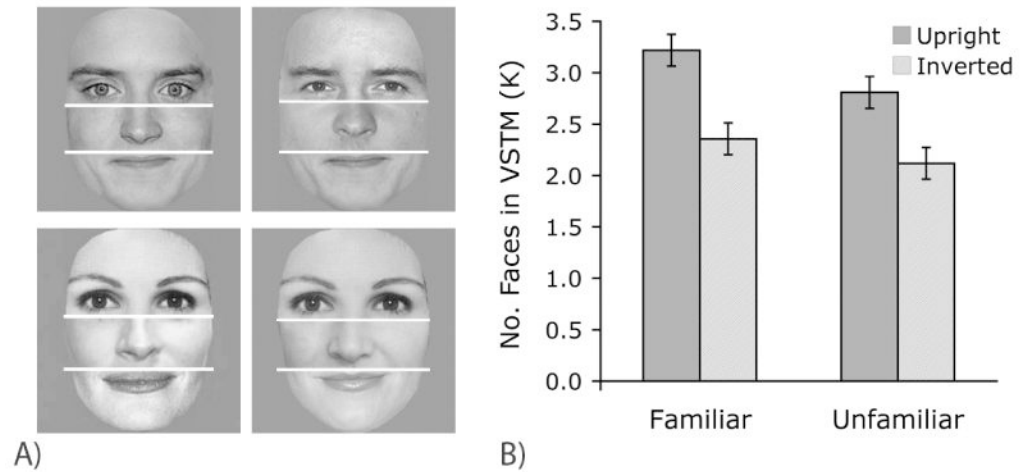 A)
B)
No. Faces in VSTM (K)
3.5
3.0
2.5
2.0
1.5
1.0
0.5
0.0
Upright
Inverted
Familiar
Unfamiliar